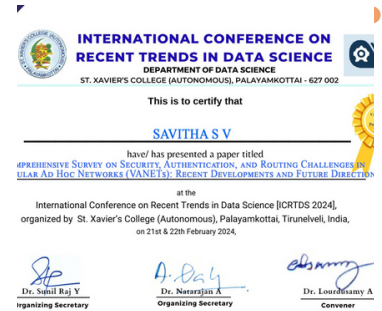 INTERNATIONAL CONFERENCE ON
RECENT TRENDS IN DATA SCIENCE
DEPARTMENT OF DATA SCIENCE
ST. XAVIER'S COLLEGE (AUTONOMOUS), PALAYAMKOTTAI - 627 002
This is to certify that
SAVITHA S V
have/ has presented a paper titled
MPREHENSIVE SURVEY ON SECURITY, AUTHENTICATION, AND ROUTING CHALLENGES IN
ULAR AD HOC NETWORKS (VANETS): RECENT DEVELOPMENTS AND FUTURE DIRECTION
at the
International Conference on Recent Trends in Data Science [ICRTDS 2024],
organized by St. Xavier's College (Autonomous), Palayamkottai, Tirunelveli, India,
on 21st & 22th February 2024,
Dr. Sunil Raj Y Dr. Natarajan A Dr. Lourdusamy A
rganizing Secretary Organizing Secretary Convener